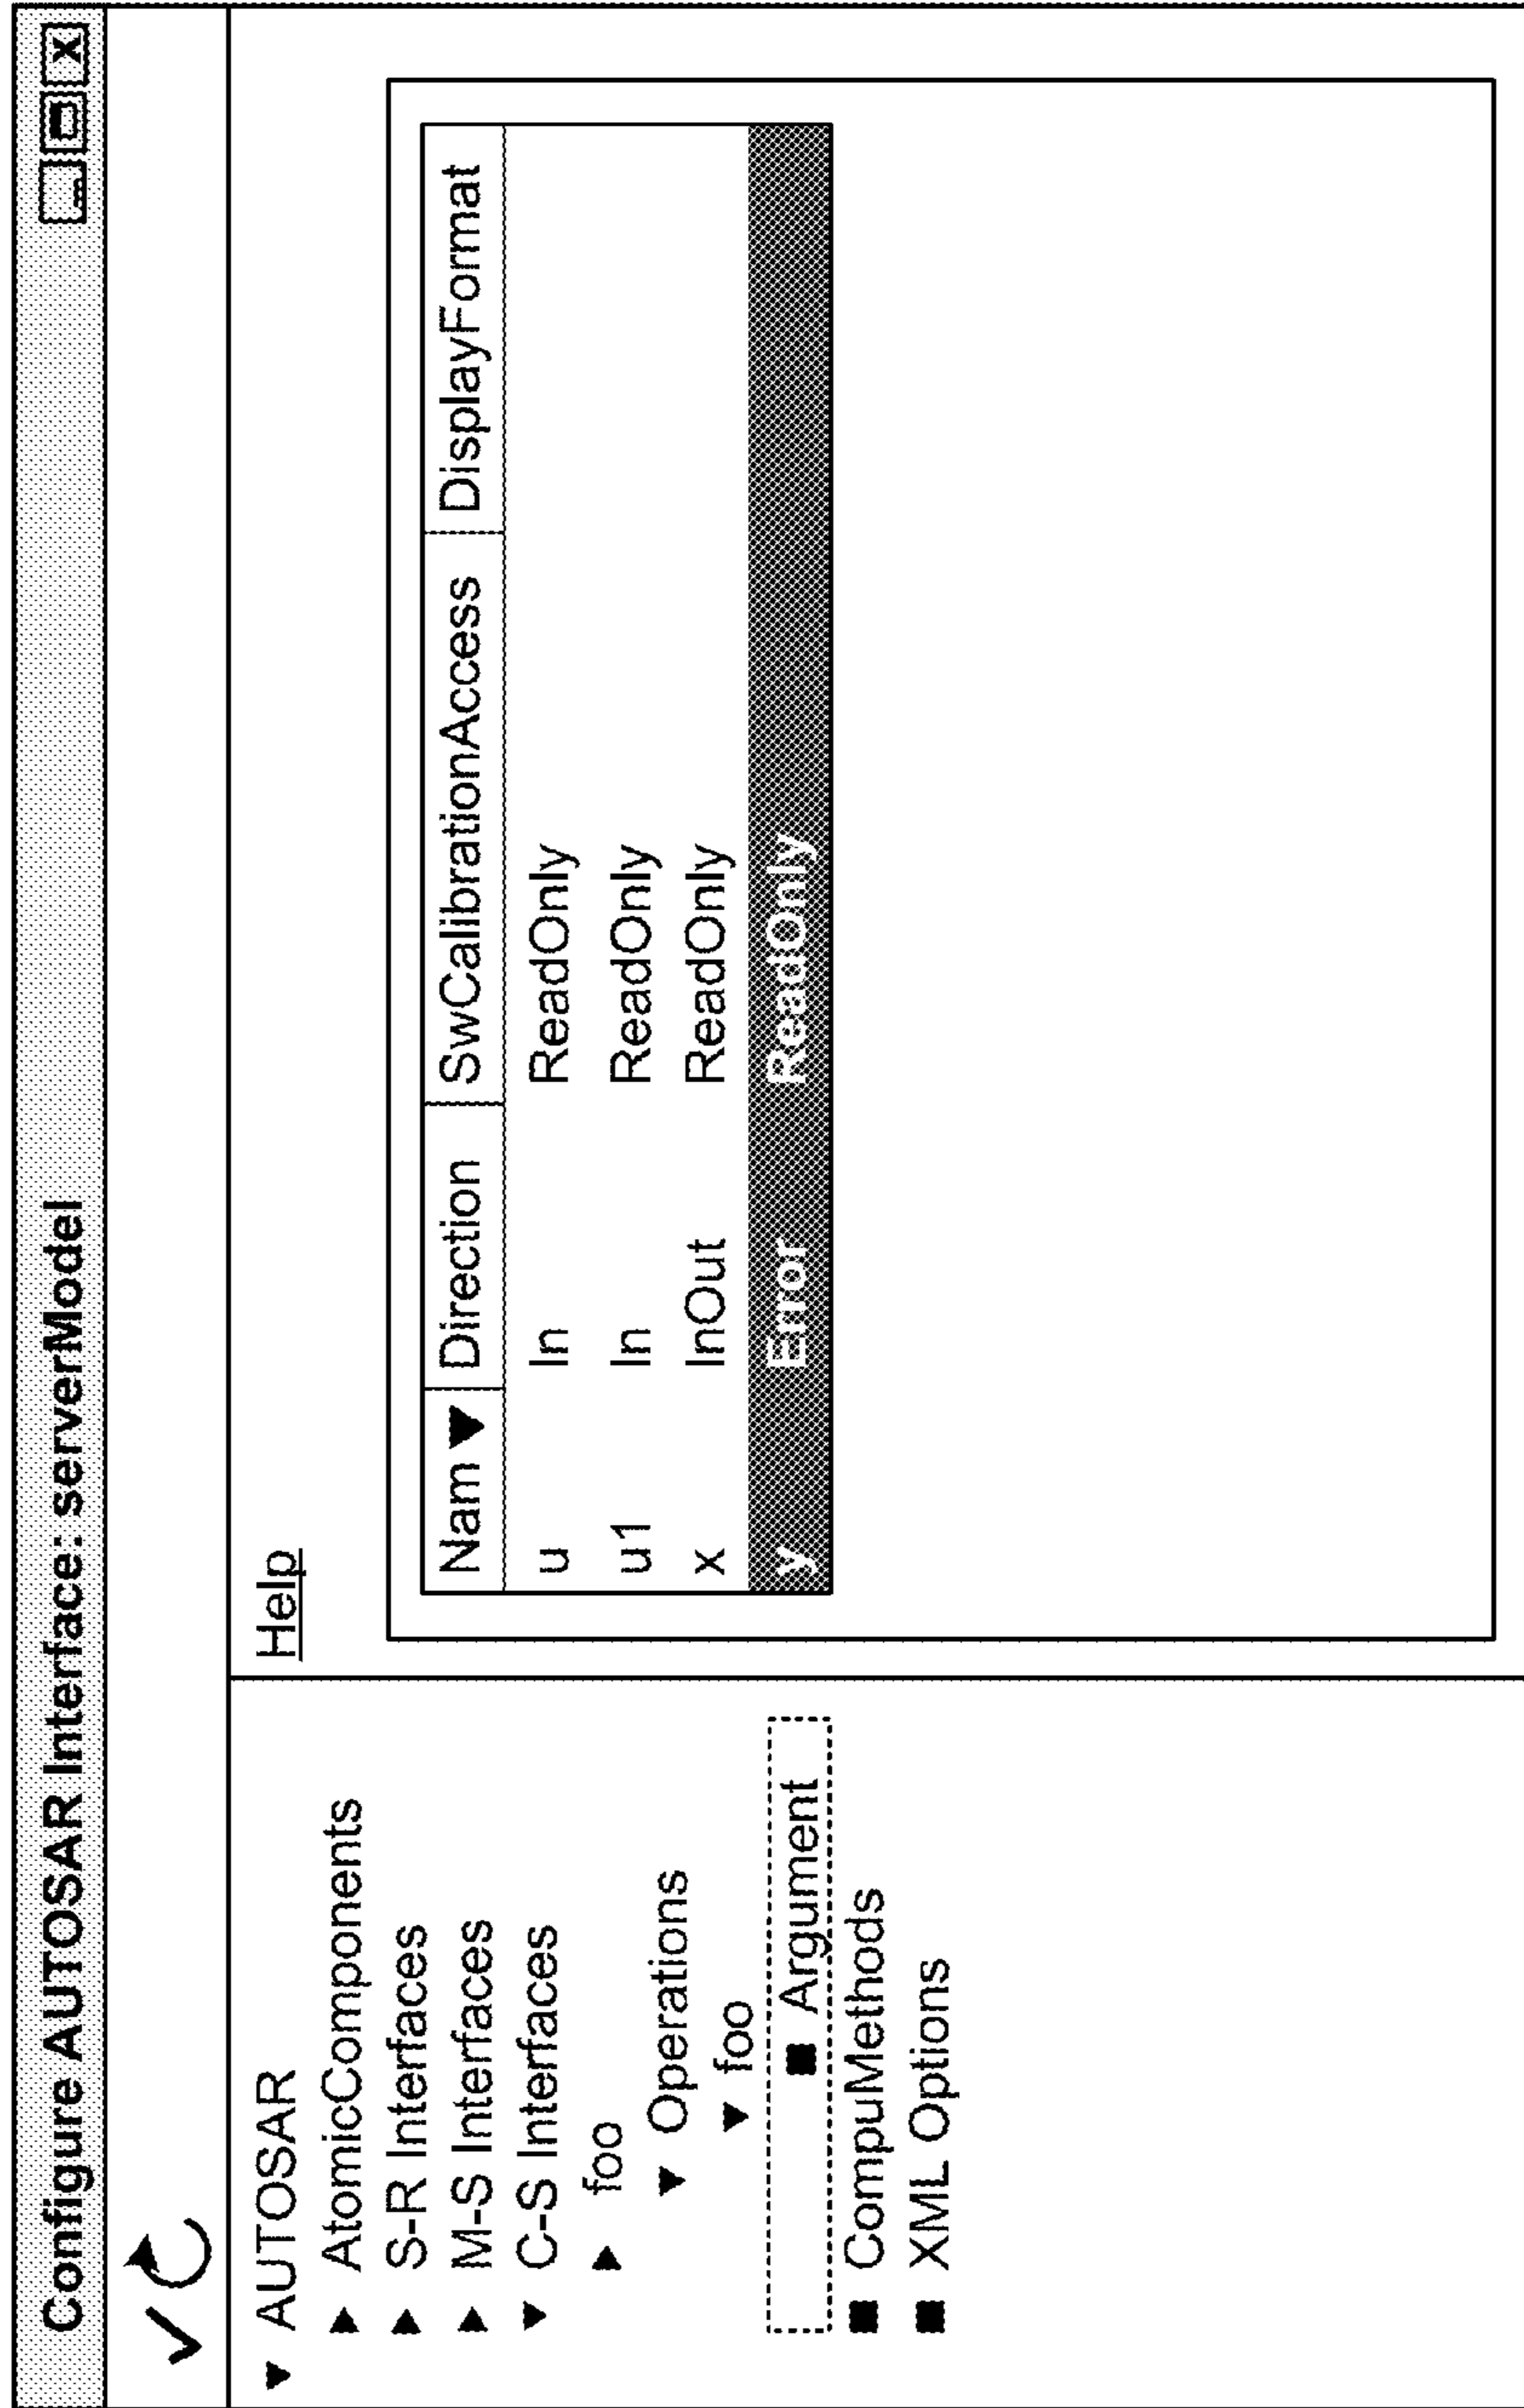 Configure AUTOSAR Interface: serverModel
x
AUTOSAR
AtomicComponents
S-R Interfaces
M-S Interfaces
C-S Interfaces
foo
Operations
foo
Argument
CompuMethods
XML Options
Help
Nam Direction SwCalibrationAccess DisplayFormat
u In ReadOnly
u1 In ReadOnly
x InOut ReadOnly
y Error ReadOnly